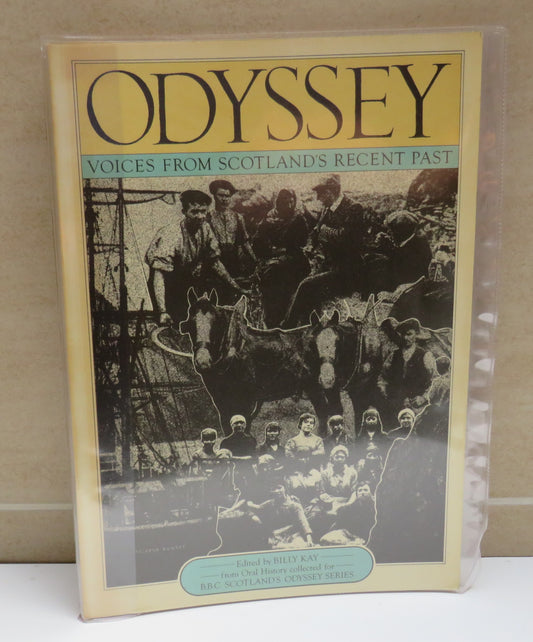 ODYSSEY
VOICES FROM SCOTLAND'S RECENT PAST
Edited by BILLY KAY
from Oral History collected for
B.B.C. SCOTLAND'S ODYSSEY SERIES